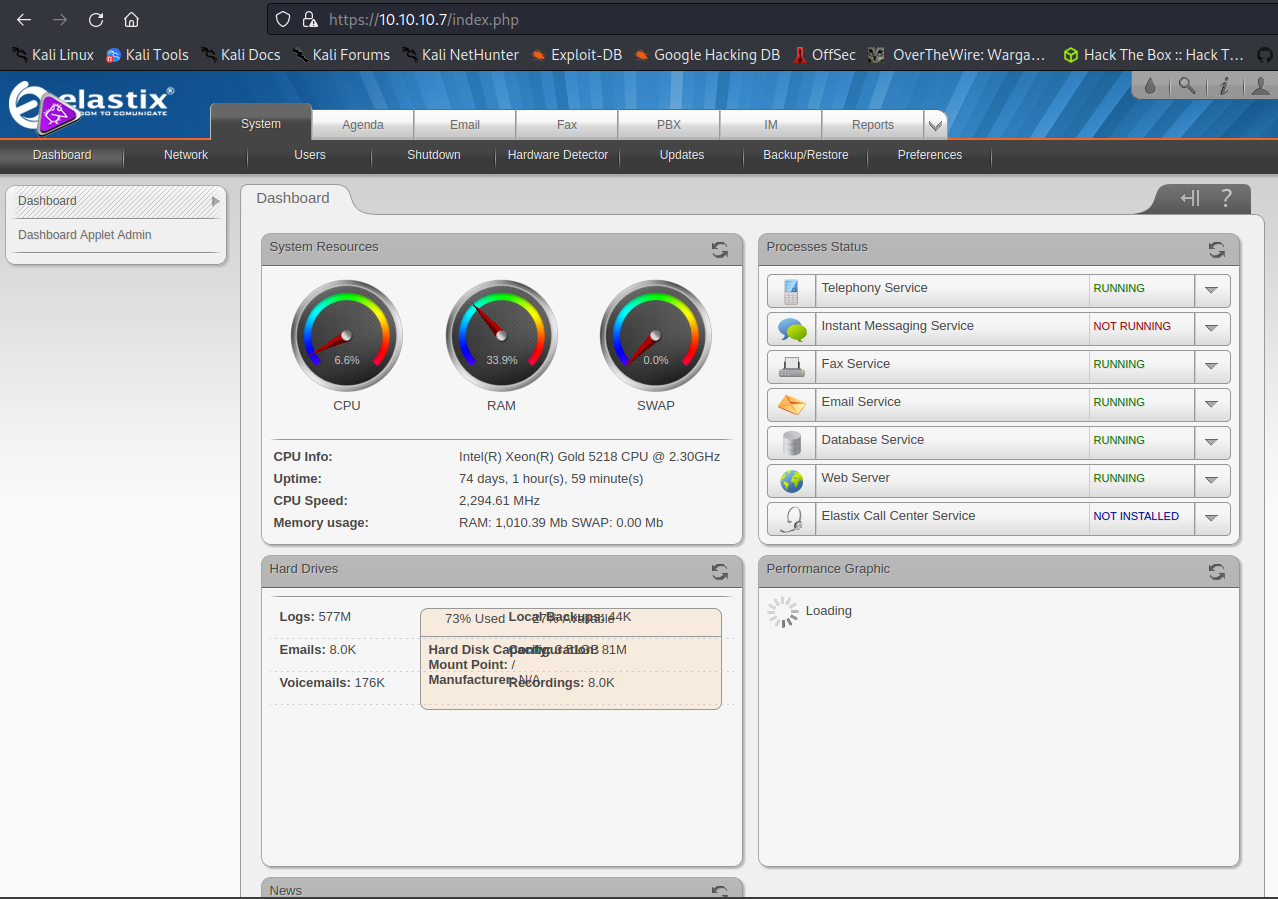 https://10.10.10.7/index.php
Kali Linux Kali Tools Kali Docs Kali Forums Kali NetHunter Exploit-DB Google Hacking DB OffSec OverTheWire: Warga… Hack The Box :: Hack T…
elastix®
DOM TO COMUNICATE
System Agenda Email Fax PBX IM Reports
Dashboard Network Users Shutdown Hardware Detector Updates Backup/Restore Preferences
Dashboard
Dashboard Applet Admin
Dashboard
System Resources
6.6% 33.9% 0.0%
CPU RAM SWAP
CPU Info: Intel(R) Xeon(R) Gold 5218 CPU @ 2.30GHz
Uptime: 74 days, 1 hour(s), 59 minute(s)
CPU Speed: 2,294.61 MHz
Memory usage: RAM: 1,010.39 Mb SWAP: 0.00 Mb
Processes Status
Telephony Service RUNNING
Instant Messaging Service NOT RUNNING
Fax Service RUNNING
Email Service RUNNING
Database Service RUNNING
Web Server RUNNING
Elastix Call Center Service NOT INSTALLED
Hard Drives
Logs: 577M
Emails: 8.0K
Voicemails: 176K
73% Used 27% Available
Hard Disk Capacity: 3.51GB
Mount Point: /
Manufacturer: N/A
Local Backups: 44K
Configuration: 81M
Recordings: 8.0K
Performance Graphic
Loading
News